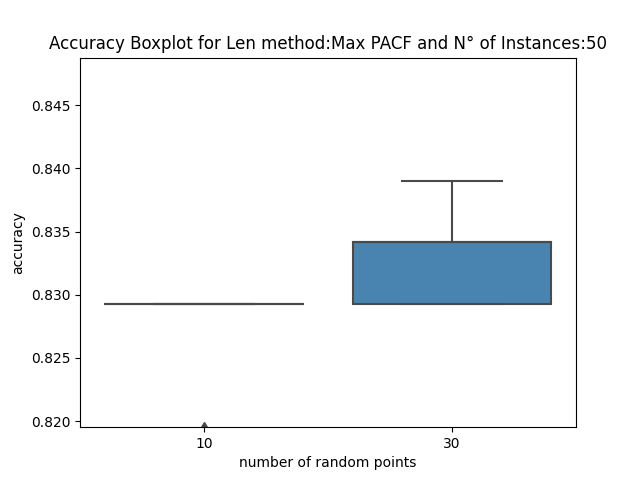 Accuracy Boxplot for Len method:Max PACF and N° of Instances:50
0.845
0.840
0.835
0.830
0.825
0.820
accuracy
10 30
number of random points